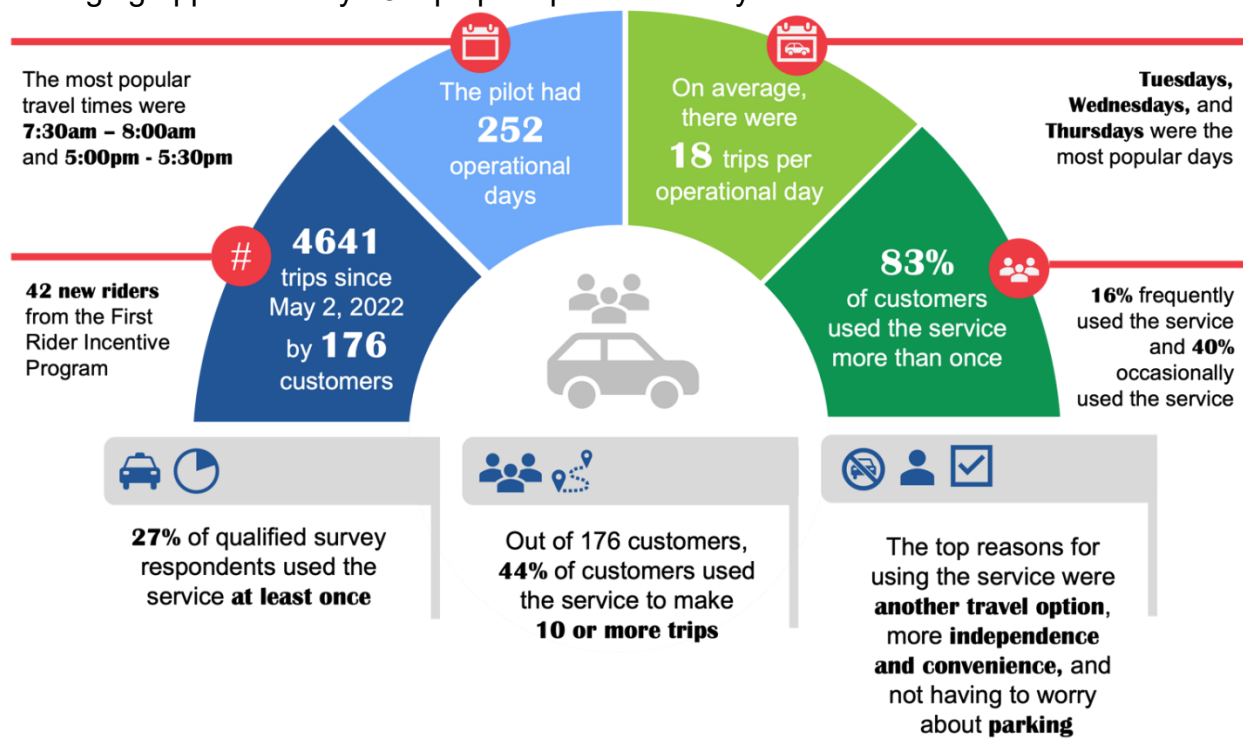 The most popular
travel times were
7:30am – 8:00am
and 5:00pm - 5:30pm
The pilot had
252
operational
days
On average,
there were
18 trips per
operational day
Tuesdays,
Wednesdays, and
Thursdays were the
most popular days
#
42 new riders
from the First
Rider Incentive
Program
4641
trips since
May 2, 2022
by 176
customers
83%
of customers
used the service
more than once
16% frequently
used the service
and 40%
occasionally
used the service
27% of qualified survey
respondents used the
service at least once
Out of 176 customers,
44% of customers used
the service to make
10 or more trips
The top reasons for
using the service were
another travel option,
more independence
and convenience, and
not having to worry
about parking